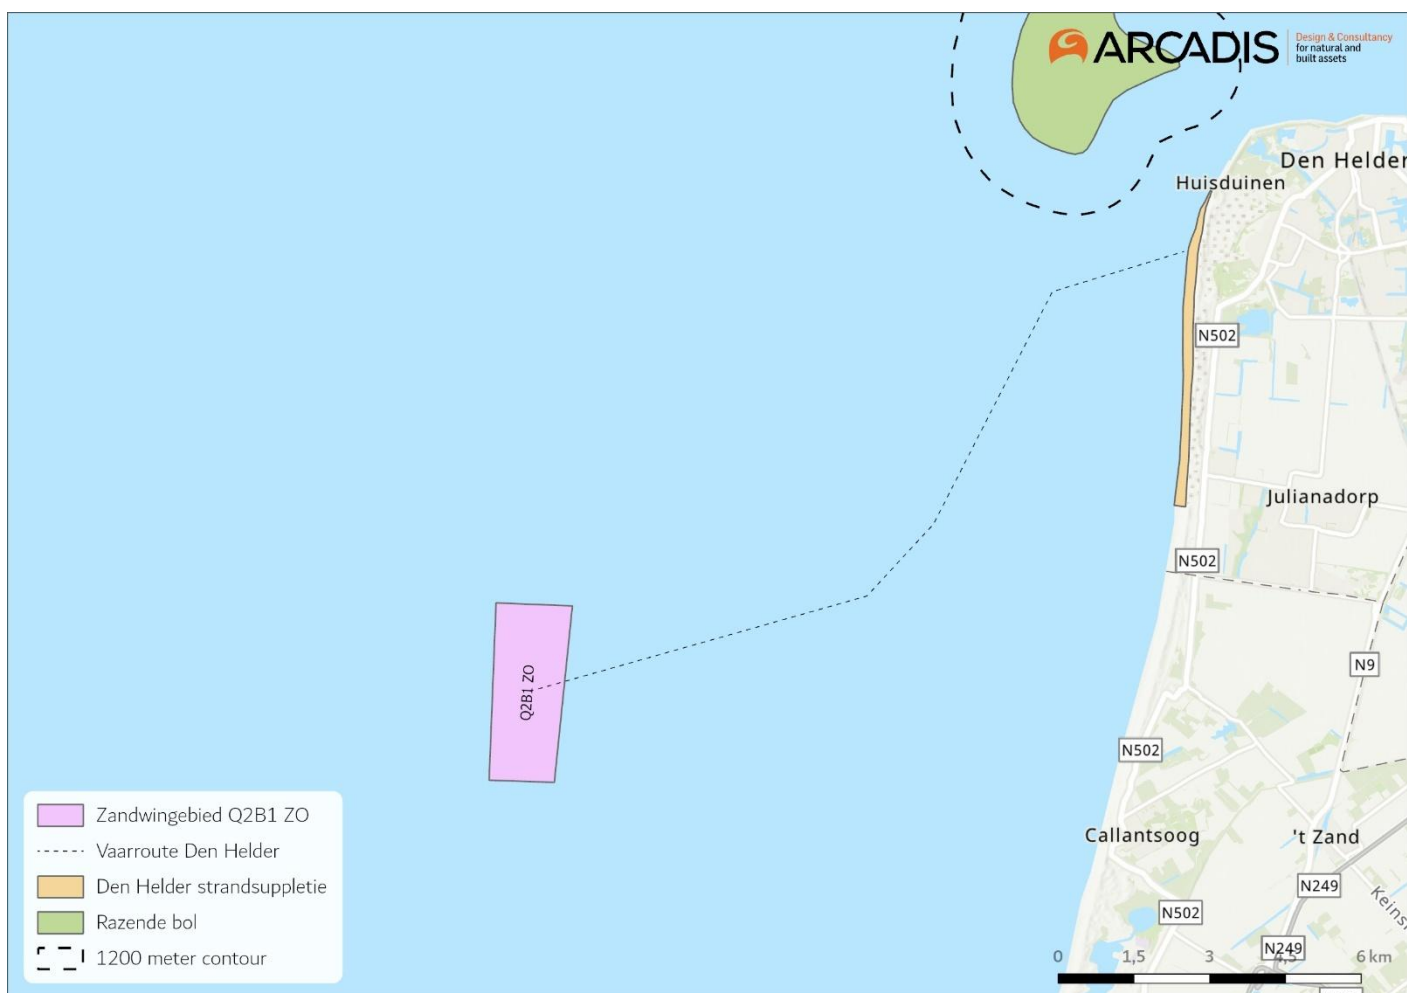 ARCADIS
Design & Consultancy
for natural and
built assets
Den Helder
Huisduinen
N502
Julianadorp
N502
N9
Q2B1 ZO
N502
Callantsoog
't Zand
N249
N502
N249
Zandwingebied Q2B1 ZO
Vaarroute Den Helder
Den Helder strandsuppletie
Razende bol
1200 meter contour
0 1,5 3 4,5 6 km